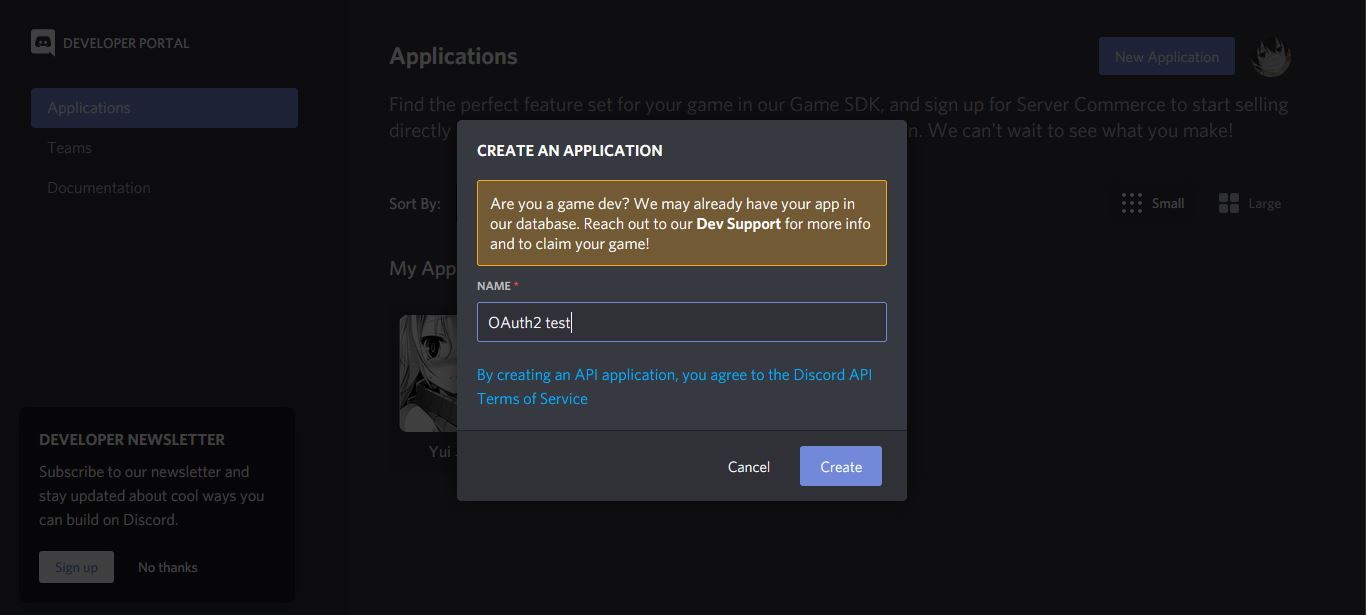 DEVELOPER PORTAL
Applications
Teams
Documentation
Applications
New Application
Find the perfect feature set for your game in our Game SDK, and sign up for Server Commerce to start selling
directly
n. We can't wait to see what you make!
Sort By:
Small
Large
My App
Yui
CREATE AN APPLICATION
Are you a game dev? We may already have your app in
our database. Reach out to our Dev Support for more info
and to claim your game!
NAME *
OAuth2 test
By creating an API application, you agree to the Discord API
Terms of Service
Cancel
Create
DEVELOPER NEWSLETTER
Subscribe to our newsletter and
stay updated about cool ways you
can build on Discord.
Sign up
No thanks